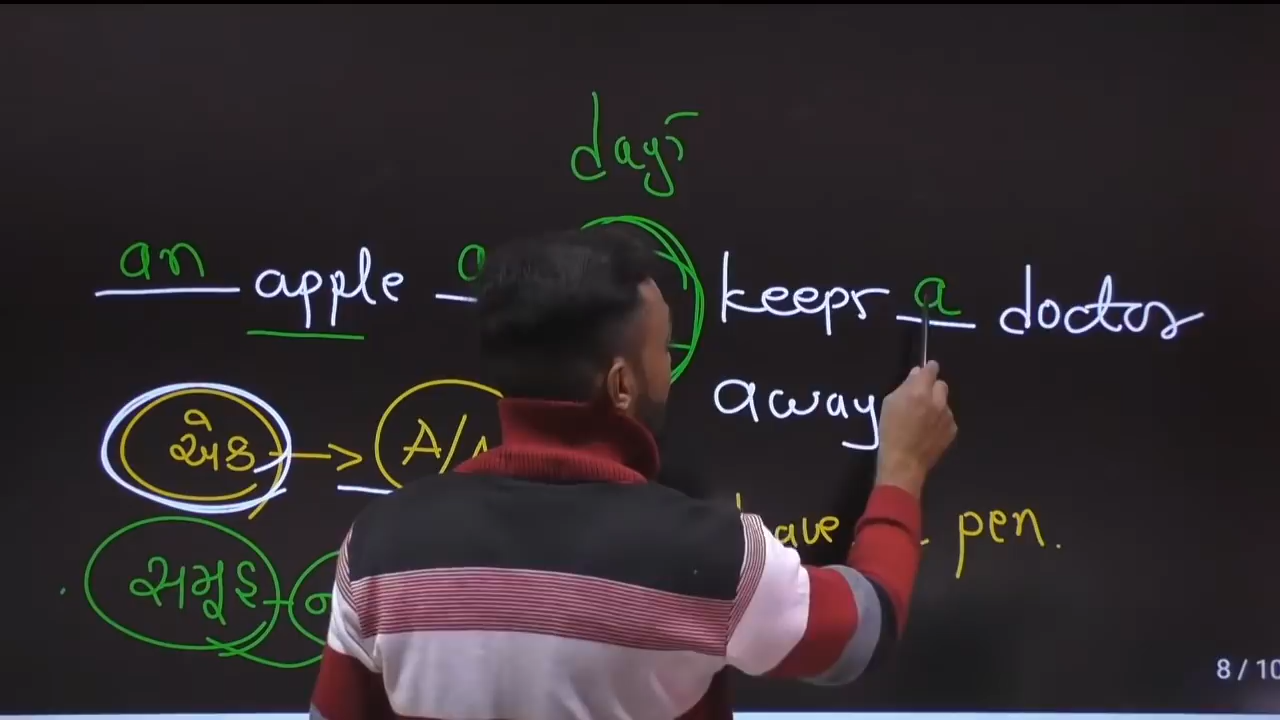 days
an apple a keeps a doctor
away
એક → A/A
have pen.
સમૂહ
8 / 10